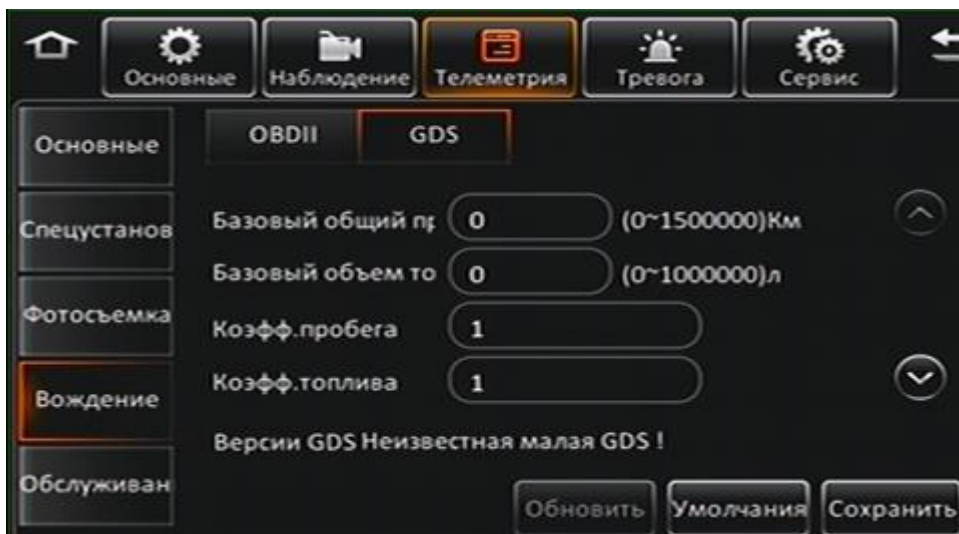 Основные Наблюдение Телеметрия Тревога Сервис
Основные
Спецустанов
Фотосъемка
Вождение
Обслуживан
OBDII GDS
Базовый общий пр 0 (0~1500000)Км
Базовый объем то 0 (0~1000000)л
Коэфф.пробега 1
Коэфф.топлива 1
Версии GDS Неизвестная малая GDS !
Обновить Умолчания Сохранить